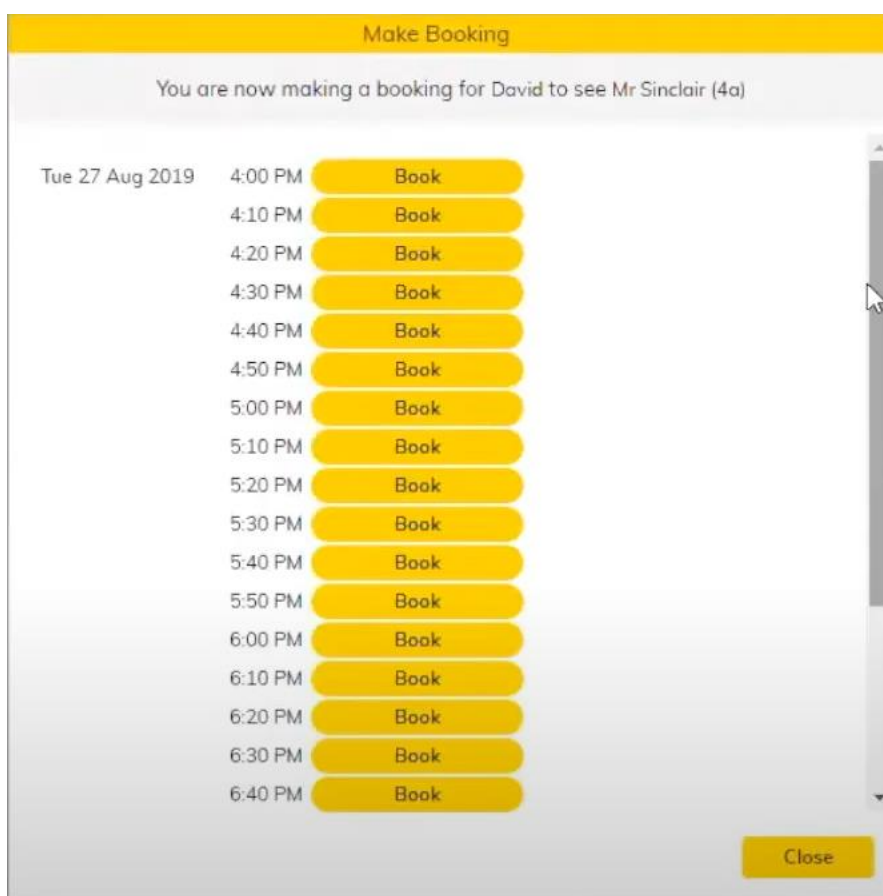 Make Booking
You are now making a booking for David to see Mr Sinclair (4a)
Tue 27 Aug 2019 4:00 PM Book
4:10 PM Book
4:20 PM Book
4:30 PM Book
4:40 PM Book
4:50 PM Book
5:00 PM Book
5:10 PM Book
5:20 PM Book
5:30 PM Book
5:40 PM Book
5:50 PM Book
6:00 PM Book
6:10 PM Book
6:20 PM Book
6:30 PM Book
6:40 PM Book
Close